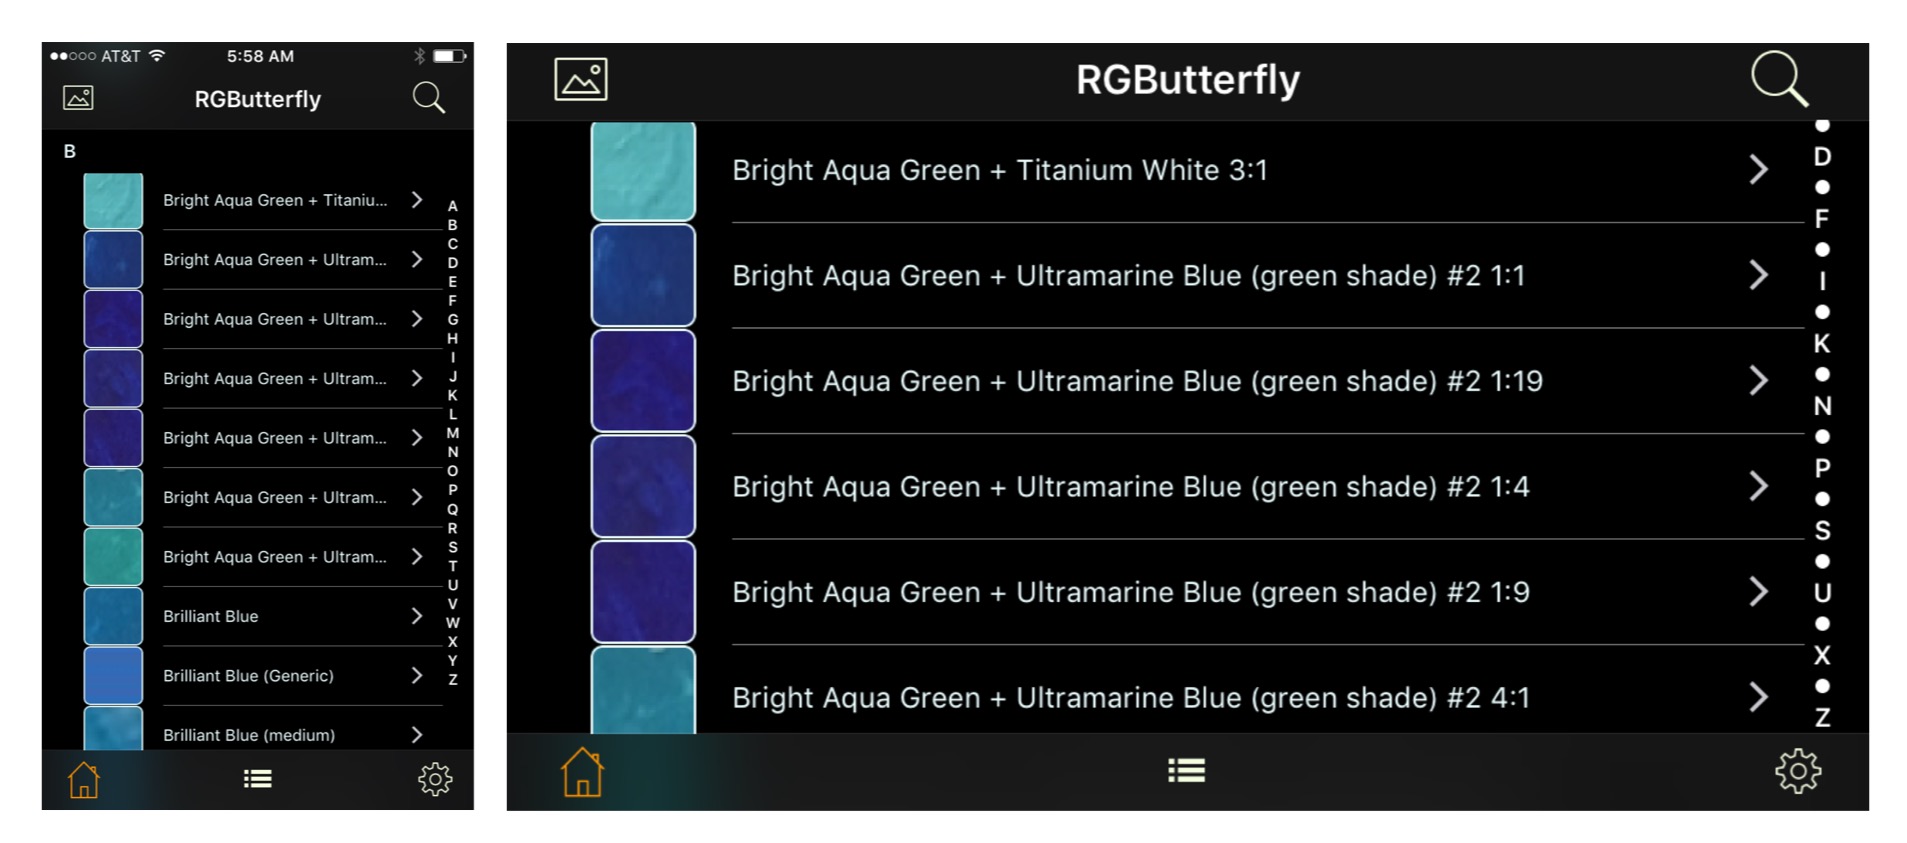 AT&T 5:58 AM
RGButterfly
B
Bright Aqua Green + Titaniu...
Bright Aqua Green + Ultram...
Bright Aqua Green + Ultram...
Bright Aqua Green + Ultram...
Bright Aqua Green + Ultram...
Bright Aqua Green + Ultram...
Bright Aqua Green + Ultram...
Brilliant Blue
Brilliant Blue (Generic)
Brilliant Blue (medium)
A
B
C
D
E
F
G
H
I
J
K
L
M
N
O
P
Q
R
S
T
U
V
W
X
Y
Z
RGButterfly
Bright Aqua Green + Titanium White 3:1
Bright Aqua Green + Ultramarine Blue (green shade) #2 1:1
Bright Aqua Green + Ultramarine Blue (green shade) #2 1:19
Bright Aqua Green + Ultramarine Blue (green shade) #2 1:4
Bright Aqua Green + Ultramarine Blue (green shade) #2 1:9
Bright Aqua Green + Ultramarine Blue (green shade) #2 4:1
D
F
I
K
N
P
S
U
X
Z